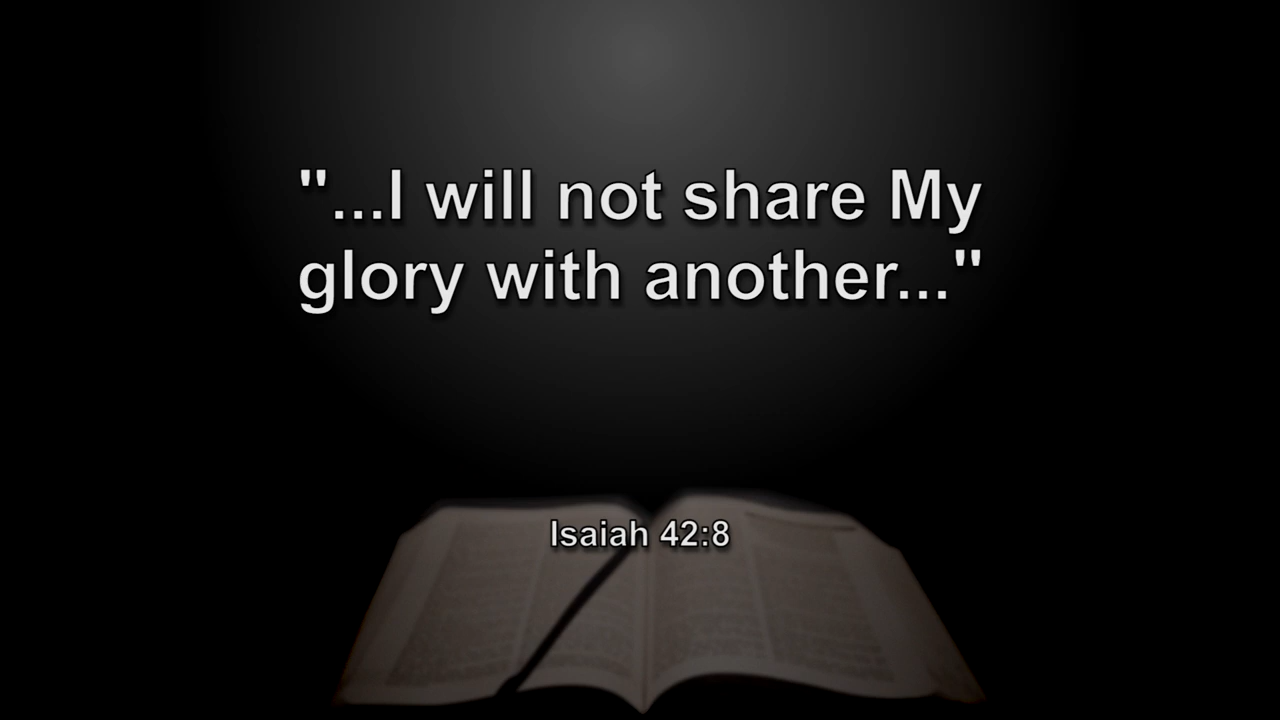 "...I will not share My
glory with another..."
Isaiah 42:8